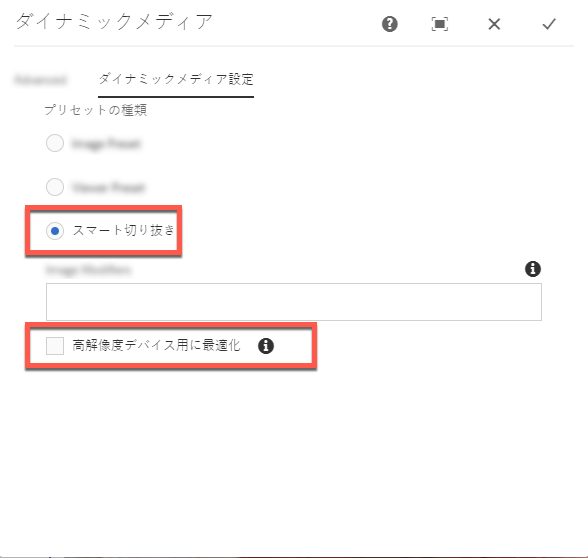 ダイナミックメディア
ダイナミックメディア設定
プリセットの種類
Image Preset
Viewer Preset
スマート切り抜き
Image Modifiers
高解像度デバイス用に最適化